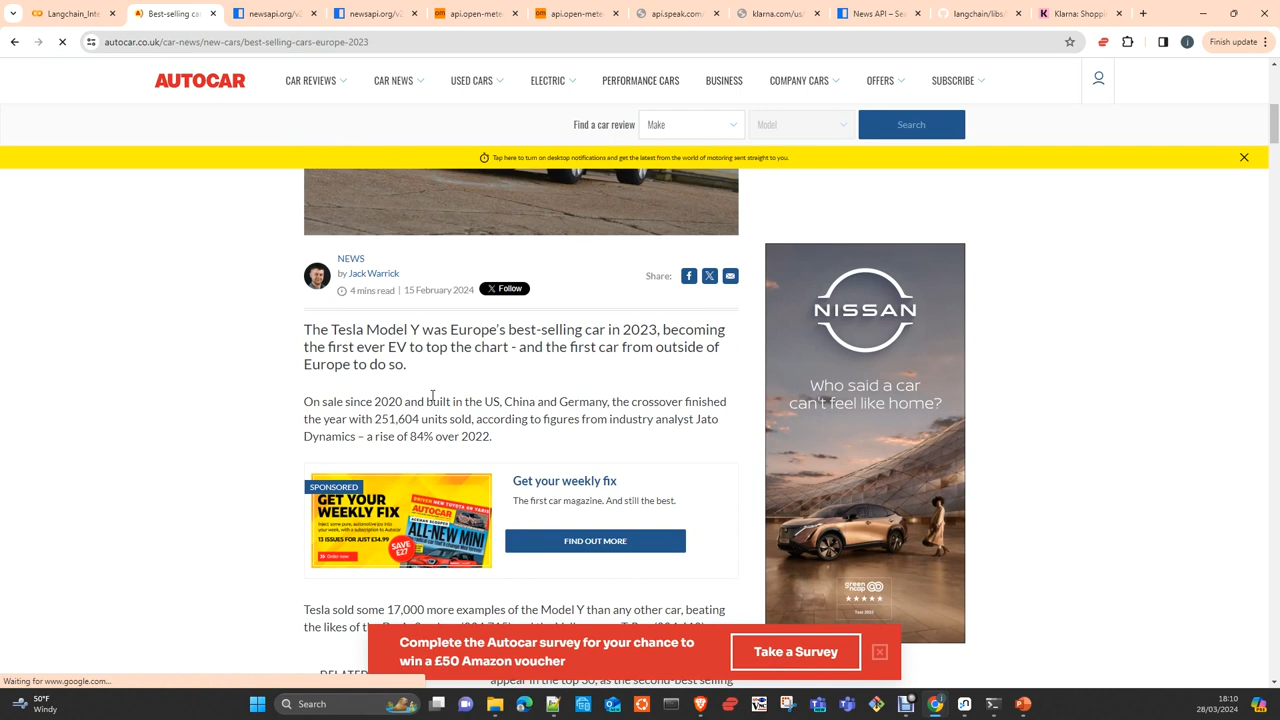 Langchain_Inte
Best-selling ca
newsapi.org/v2
newsapi.org/v2
api.open-mete
api.open-mete
api.speak.com/
klarna.com/us/
News API – Sea
langchain/libs/
Klarna: Shoppi
autocar.co.uk/car-news/new-cars/best-selling-cars-europe-2023
Finish update
AUTOCAR
CAR REVIEWS
CAR NEWS
USED CARS
ELECTRIC
PERFORMANCE CARS
BUSINESS
COMPANY CARS
OFFERS
SUBSCRIBE
Find a car review
Make
Model
Search
Tap here to turn on desktop notifications and get the latest from the world of motoring sent straight to you.
NEWS
by Jack Warrick
4 mins read | 15 February 2024
Follow
Share:
The Tesla Model Y was Europe's best-selling car in 2023, becoming
the first ever EV to top the chart - and the first car from outside of
Europe to do so.
On sale since 2020 and built in the US, China and Germany, the crossover finished
the year with 251,604 units sold, according to figures from industry analyst Jato
Dynamics – a rise of 84% over 2022.
SPONSORED
GET YOUR
WEEKLY FIX
13 ISSUES FOR JUST £34.99
Order now
SAVE
£27
AUTOCAR
ALL-NEW MINI
Get your weekly fix
The first car magazine. And still the best.
FIND OUT MORE
Tesla sold some 17,000 more examples of the Model Y than any other car, beating
the likes of the
appear in the top 30, as the second-best selling
Complete the Autocar survey for your chance to
win a £50 Amazon voucher
Take a Survey
NISSAN
Who said a car
can't feel like home?
green
ncap
Test 2022
Waiting for www.google.com...
50°F
Windy
Search
18:10
28/03/2024